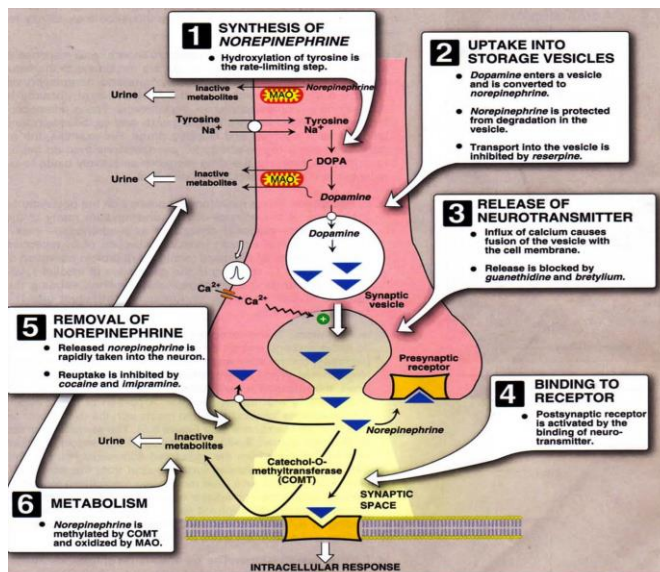 1 SYNTHESIS OF
NOREPINEPHRINE
• Hydroxylation of tyrosine is
the rate-limiting step.
2 UPTAKE INTO
STORAGE VESICLES
• Dopamine enters a vesicle
and is converted to
norepinephrine.
• Norepinephrine is protected
from degradation in the
vesicle.
• Transport into the vesicle is
inhibited by reserpine.
Urine
Inactive
metabolites
MAO
Norepinephrine
Tyrosine
Na+
Tyrosine
Na+
DOPA
Urine
Inactive
metabolites
MAO
Dopamine
Dopamine
3 RELEASE OF
NEUROTRANSMITTER
• Influx of calcium causes
fusion of the vesicle with
the cell membrane.
• Release is blocked by
guanethidine and bretylium.
Ca2+
Ca2+
+
Synaptic
vesicle
5 REMOVAL OF
NOREPINEPHRINE
• Released norepinephrine is
rapidly taken into the neuron.
• Reuptake is inhibited by
cocaine and imipramine.
Presynaptic
receptor
4 BINDING TO
RECEPTOR
• Postsynaptic receptor
is activated by the
binding of neuro-
transmitter.
Norepinephrine
Urine
Inactive
metabolites
Catechol-O-
methyltransferase
(COMT)
SYNAPTIC
SPACE
6 METABOLISM
• Norepinephrine is
methylated by COMT
and oxidized by MAO.
INTRACELLULAR RESPONSE